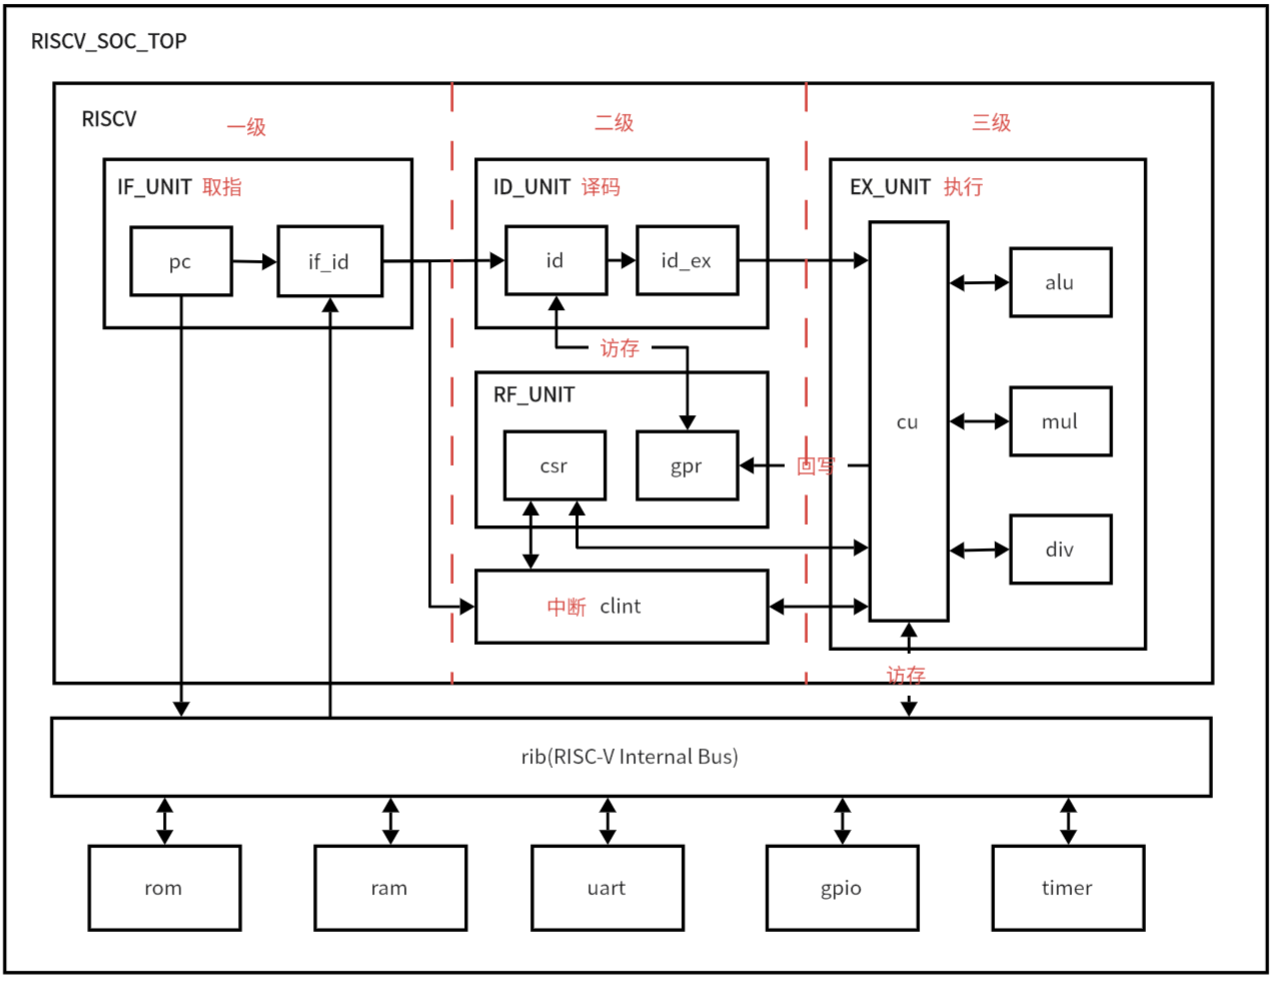 RISCV_SOC_TOP
RISCV
一级
二级
三级
IF_UNIT 取指
ID_UNIT 译码
EX_UNIT 执行
pc
if_id
id
id_ex
alu
访存
RF_UNIT
cu
mul
csr
gpr
回写
div
中断 clint
访存
rib(RISC-V Internal Bus)
rom
ram
uart
gpio
timer